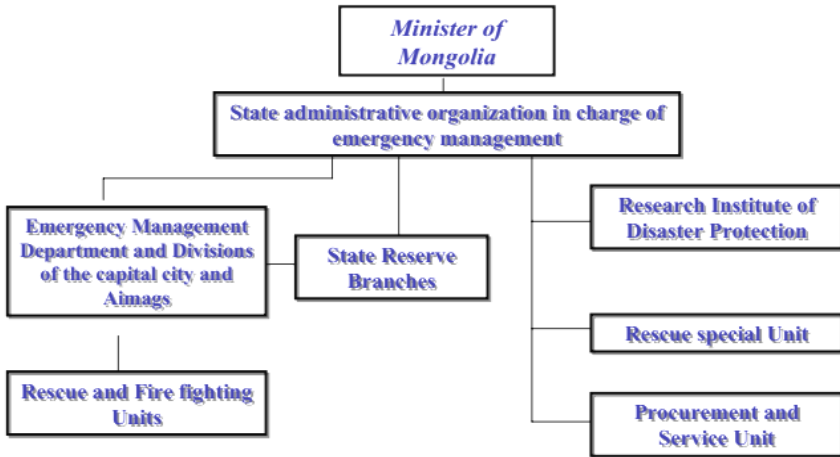 Minister of
Mongolia
State administrative organization in charge of
emergency management
Emergency Management
Department and Divisions
of the capital city and
Aimags
State Reserve
Branches
Research Institute of
Disaster Protection
Rescue special Unit
Rescue and Fire fighting
Units
Procurement and
Service Unit